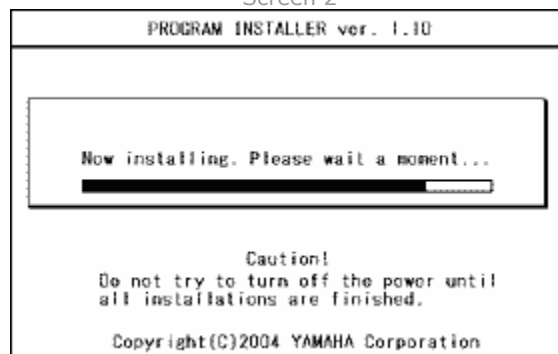 Screen 2
PROGRAM INSTALLER ver. 1.10
Now installing. Please wait a moment...
Caution!
Do not try to turn off the power until
all installations are finished.
Copyright(C)2004 YAMAHA Corporation